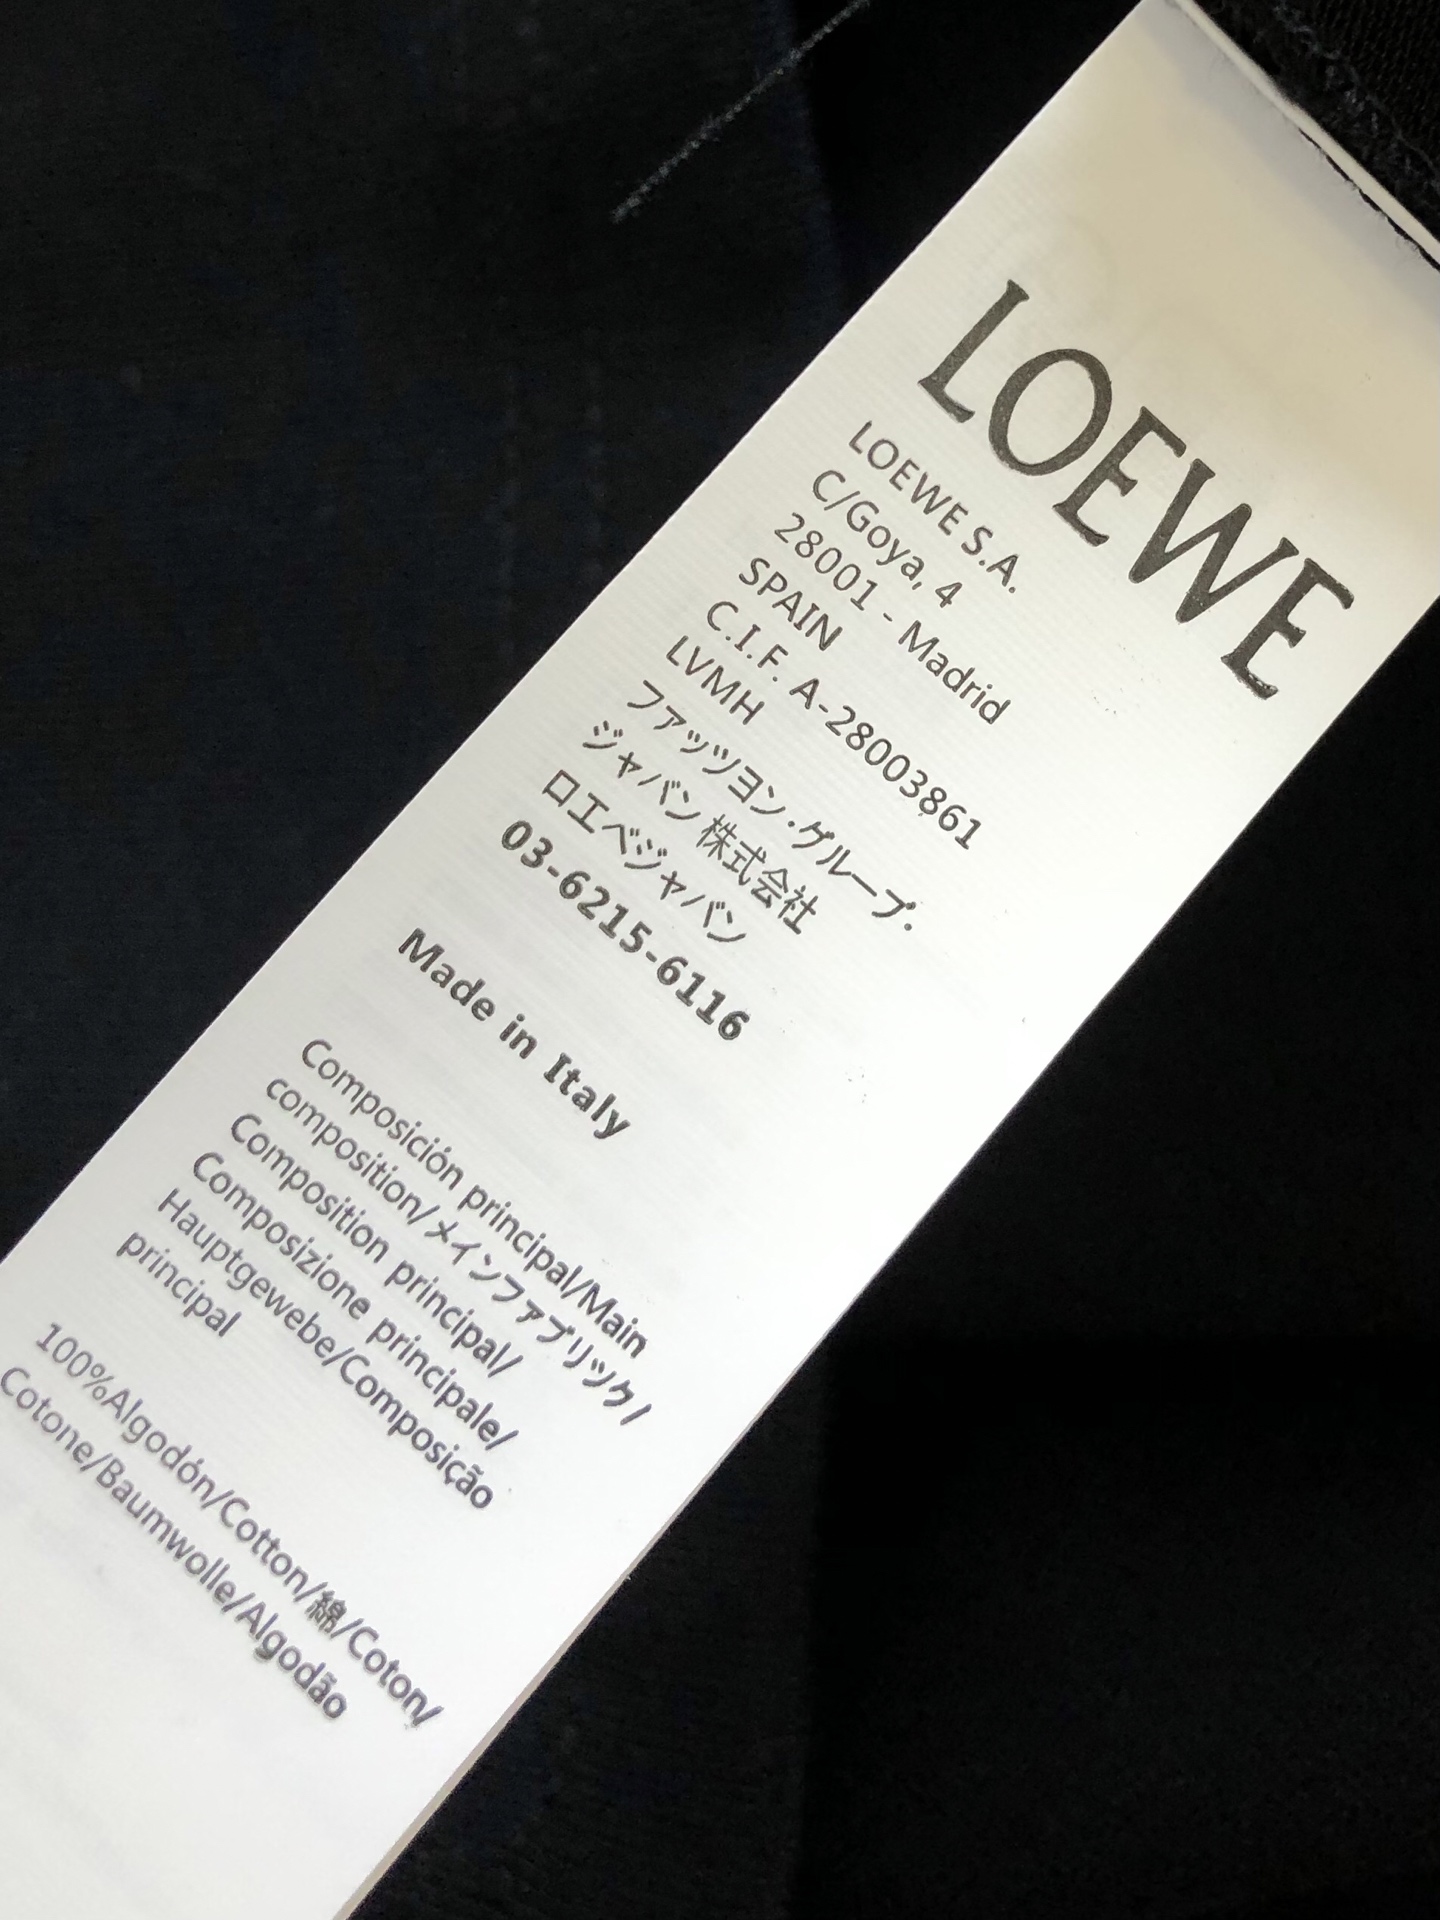 LOEWE
LOEWE S.A.
C/Goya, 4
28001 - Madrid
SPAIN
C.I.F. A-28003861
LVMH
ファッツヨン·グループ.
ジャバン 株式会社
ロエベジャバン
03-6215-6116
Made in Italy
Composición principal/Main
composition/メインファブリック/
Composition principal/
Composizione principale/
Hauptgewebe/Composição
principal
100%Algodón/Cotton/綿/Coton/
Cotone/Baumwolle/Algodão